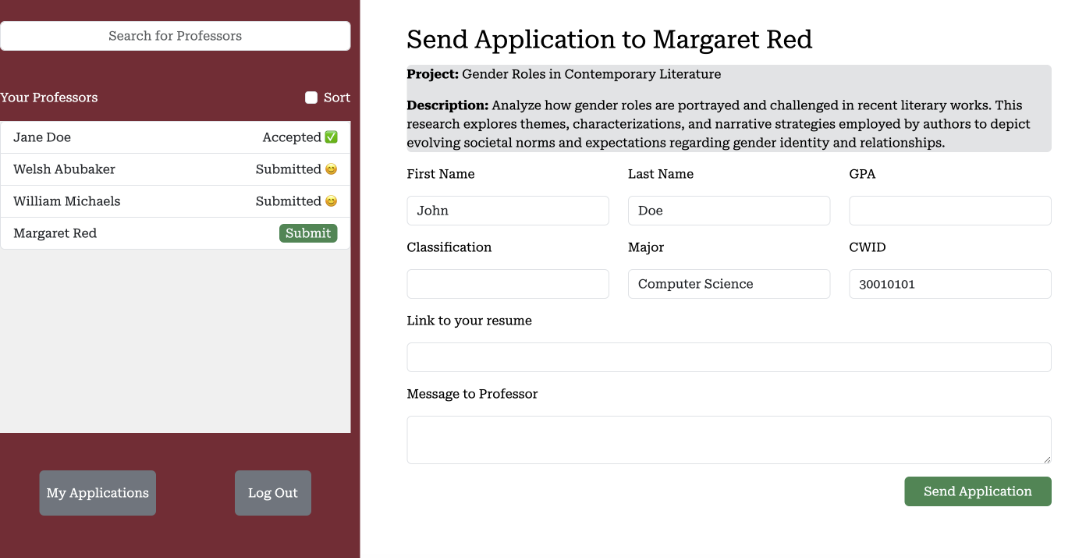 Search for Professors
Your Professors
Sort
Jane Doe
Accepted ✅
Welsh Abubaker
Submitted 😊
William Michaels
Submitted 😊
Margaret Red
Submit
My Applications
Log Out
Send Application to Margaret Red
Project: Gender Roles in Contemporary Literature
Description: Analyze how gender roles are portrayed and challenged in recent literary works. This
research explores themes, characterizations, and narrative strategies employed by authors to depict
evolving societal norms and expectations regarding gender identity and relationships.
First Name
Last Name
GPA
John
Doe
Classification
Major
CWID
Computer Science
30010101
Link to your resume
Message to Professor
Send Application